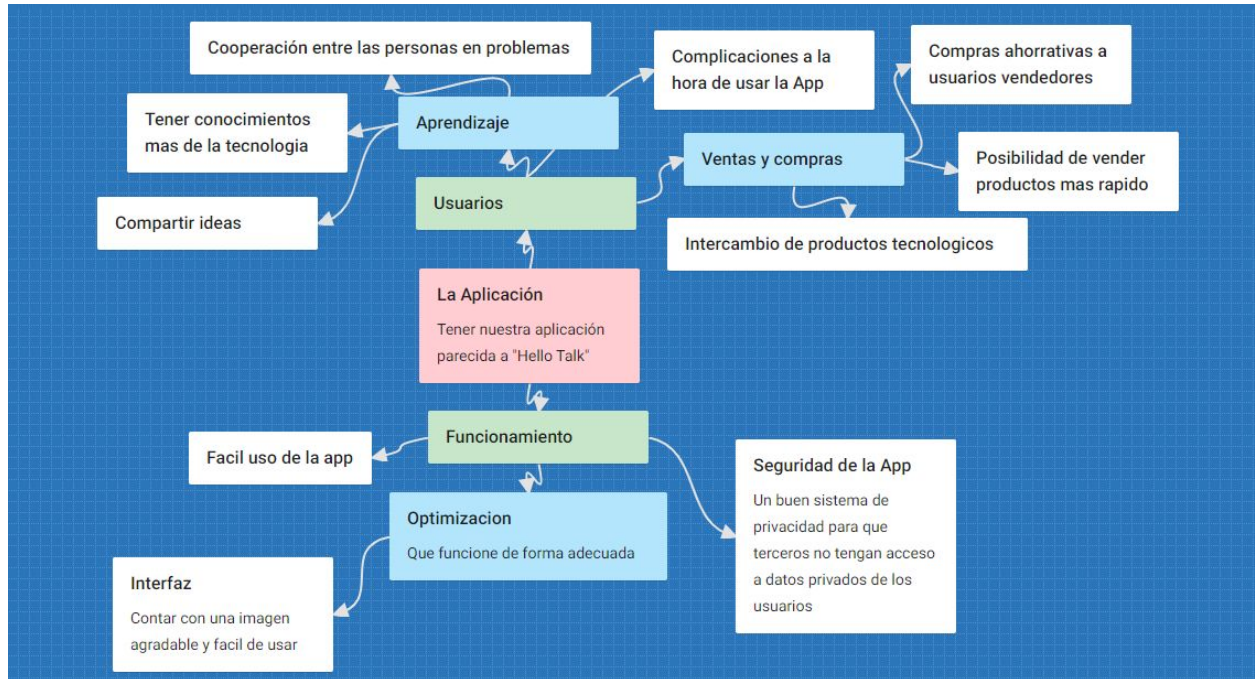 Cooperación entre las personas en problemas
Complicaciones a la
hora de usar la App
Compras ahorrativas a
usuarios vendedores
Tener conocimientos
mas de la tecnologia
Aprendizaje
Ventas y compras
Posibilidad de vender
productos mas rapido
Compartir ideas
Usuarios
Intercambio de productos tecnologicos
La Aplicación
Tener nuestra aplicación
parecida a "Hello Talk"
Funcionamiento
Facil uso de la app
Seguridad de la App
Un buen sistema de
privacidad para que
terceros no tengan acceso
a datos privados de los
usuarios
Optimizacion
Que funcione de forma adecuada
Interfaz
Contar con una imagen
agradable y facil de usar